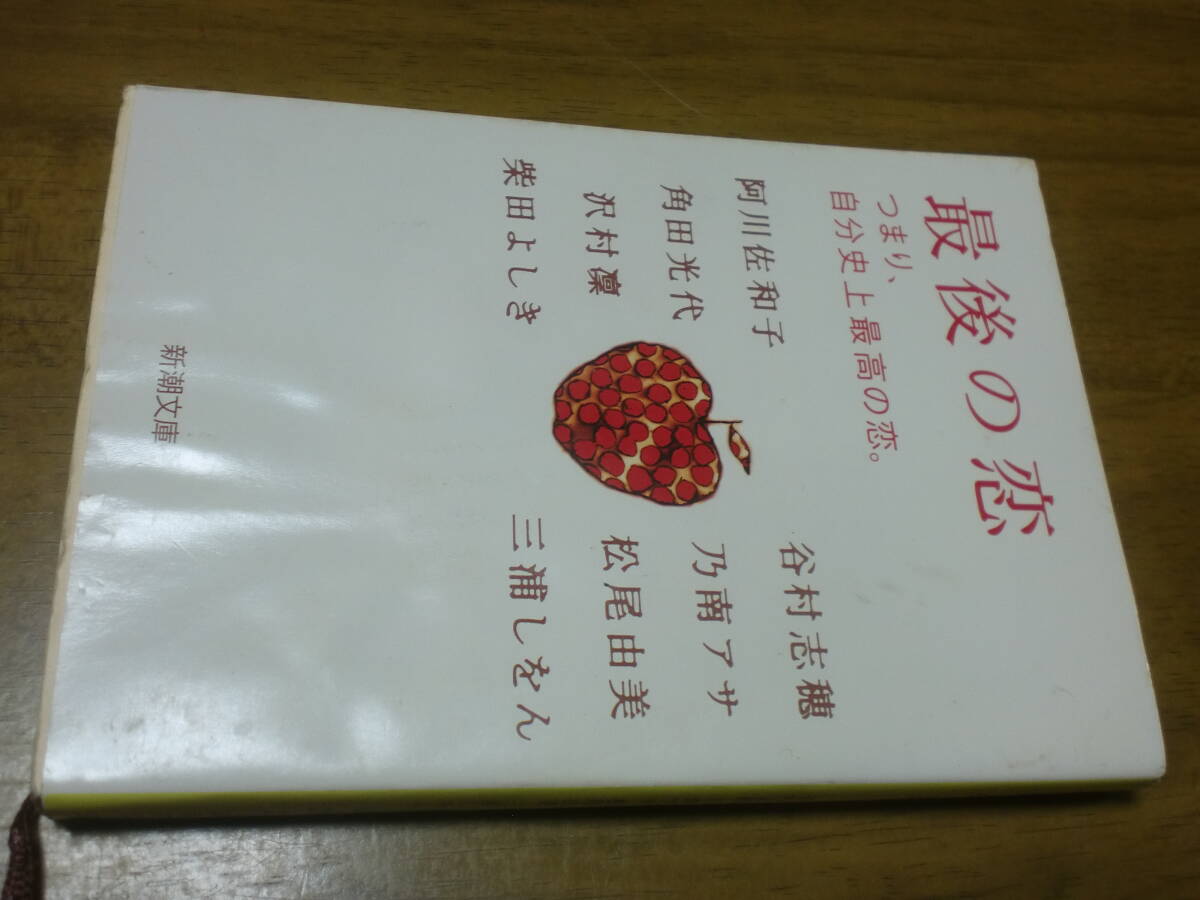 最後の恋
つまり、
自分史上最高の恋。
阿川佐和子
角田光代
沢村凛
柴田よしき
谷村志穂
乃南アサ
松尾由美
三浦しをん
新潮文庫